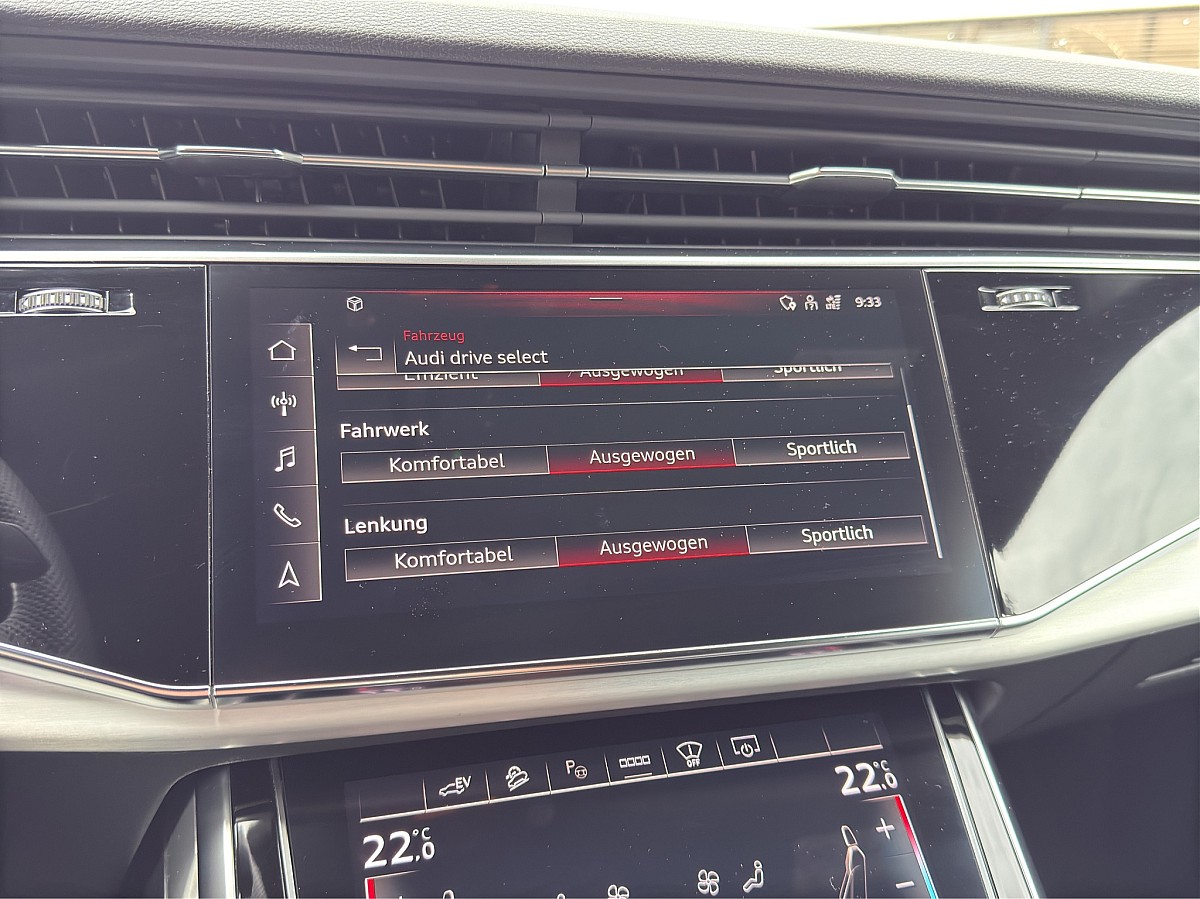 9:33
Fahrzeug
Audi drive select
Effizient Ausgewogen Sportlich
Fahrwerk
Komfortabel Ausgewogen Sportlich
Lenkung
Komfortabel Ausgewogen Sportlich
EV P OFF
22.0 °C 22.0 °C
+
−